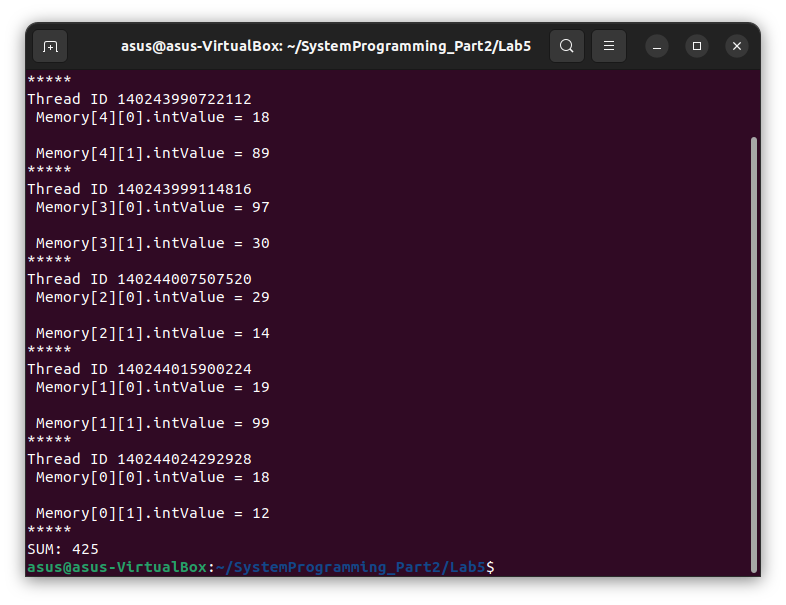 asus@asus-VirtualBox: ~/SystemProgramming_Part2/Lab5
*****
Thread ID 140243990722112
Memory[4][0].intValue = 18
Memory[4][1].intValue = 89
*****
Thread ID 140243999114816
Memory[3][0].intValue = 97
Memory[3][1].intValue = 30
*****
Thread ID 140244007507520
Memory[2][0].intValue = 29
Memory[2][1].intValue = 14
*****
Thread ID 140244015900224
Memory[1][0].intValue = 19
Memory[1][1].intValue = 99
*****
Thread ID 140244024292928
Memory[0][0].intValue = 18
Memory[0][1].intValue = 12
*****
SUM: 425
asus@asus-VirtualBox:~/SystemProgramming_Part2/Lab5$